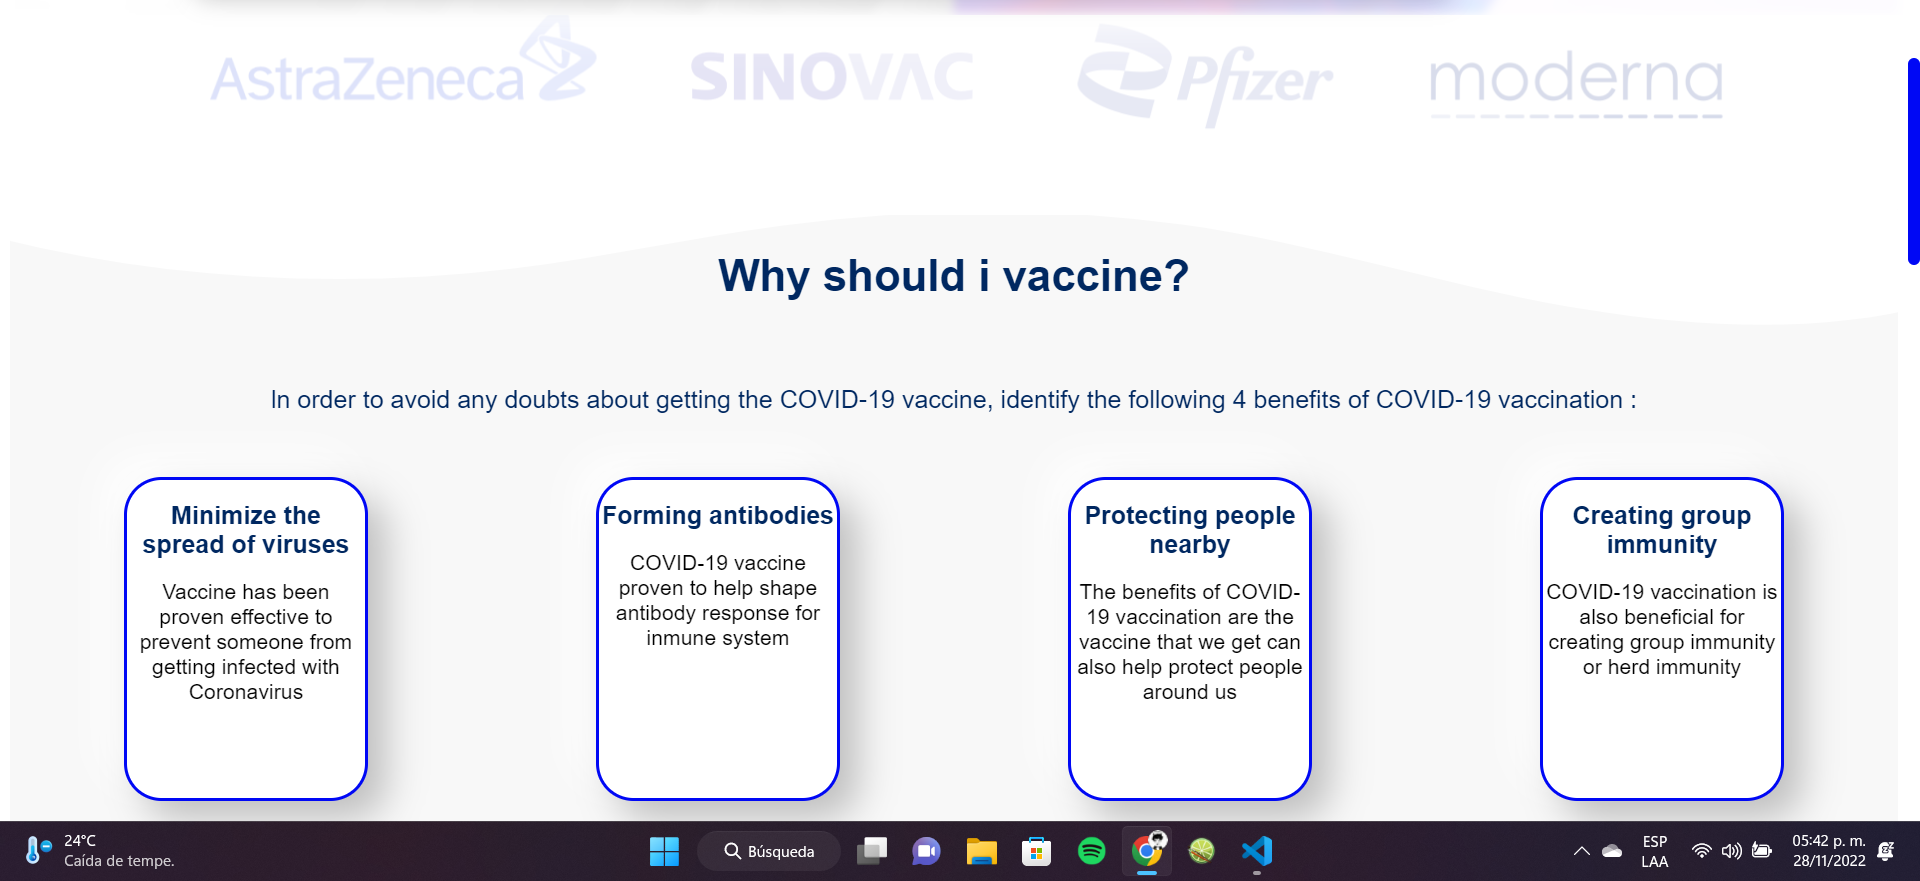 AstraZeneca SINOVAC Pfizer moderna
Why should i vaccine?
In order to avoid any doubts about getting the COVID-19 vaccine, identify the following 4 benefits of COVID-19 vaccination :
Minimize the
spread of viruses
Vaccine has been
proven effective to
prevent someone from
getting infected with
Coronavirus
Forming antibodies
COVID-19 vaccine
proven to help shape
antibody response for
inmune system
Protecting people
nearby
The benefits of COVID-
19 vaccination are the
vaccine that we get can
also help protect people
around us
Creating group
immunity
COVID-19 vaccination is
also beneficial for
creating group immunity
or herd immunity
24°C
Caída de tempe.
Búsqueda
ESP
LAA
05:42 p. m.
28/11/2022